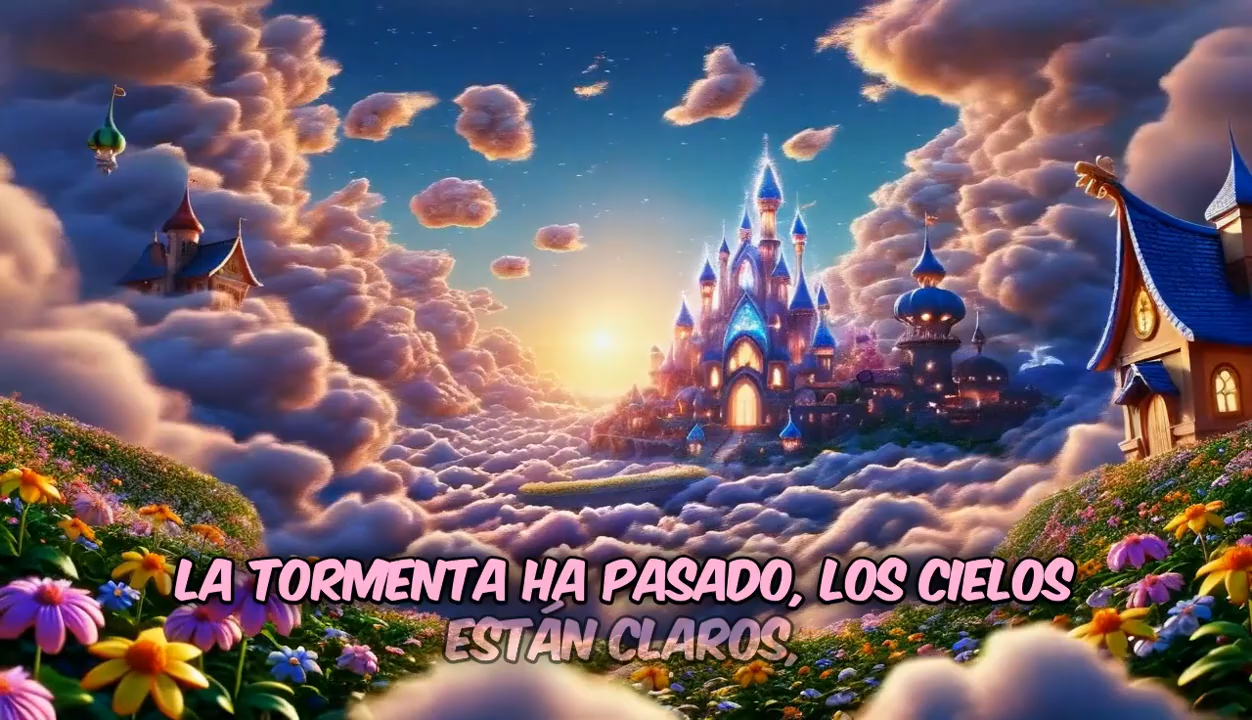 LA TORMENTA HA PASADO, LOS CIELOS
ESTÁN CLAROS,